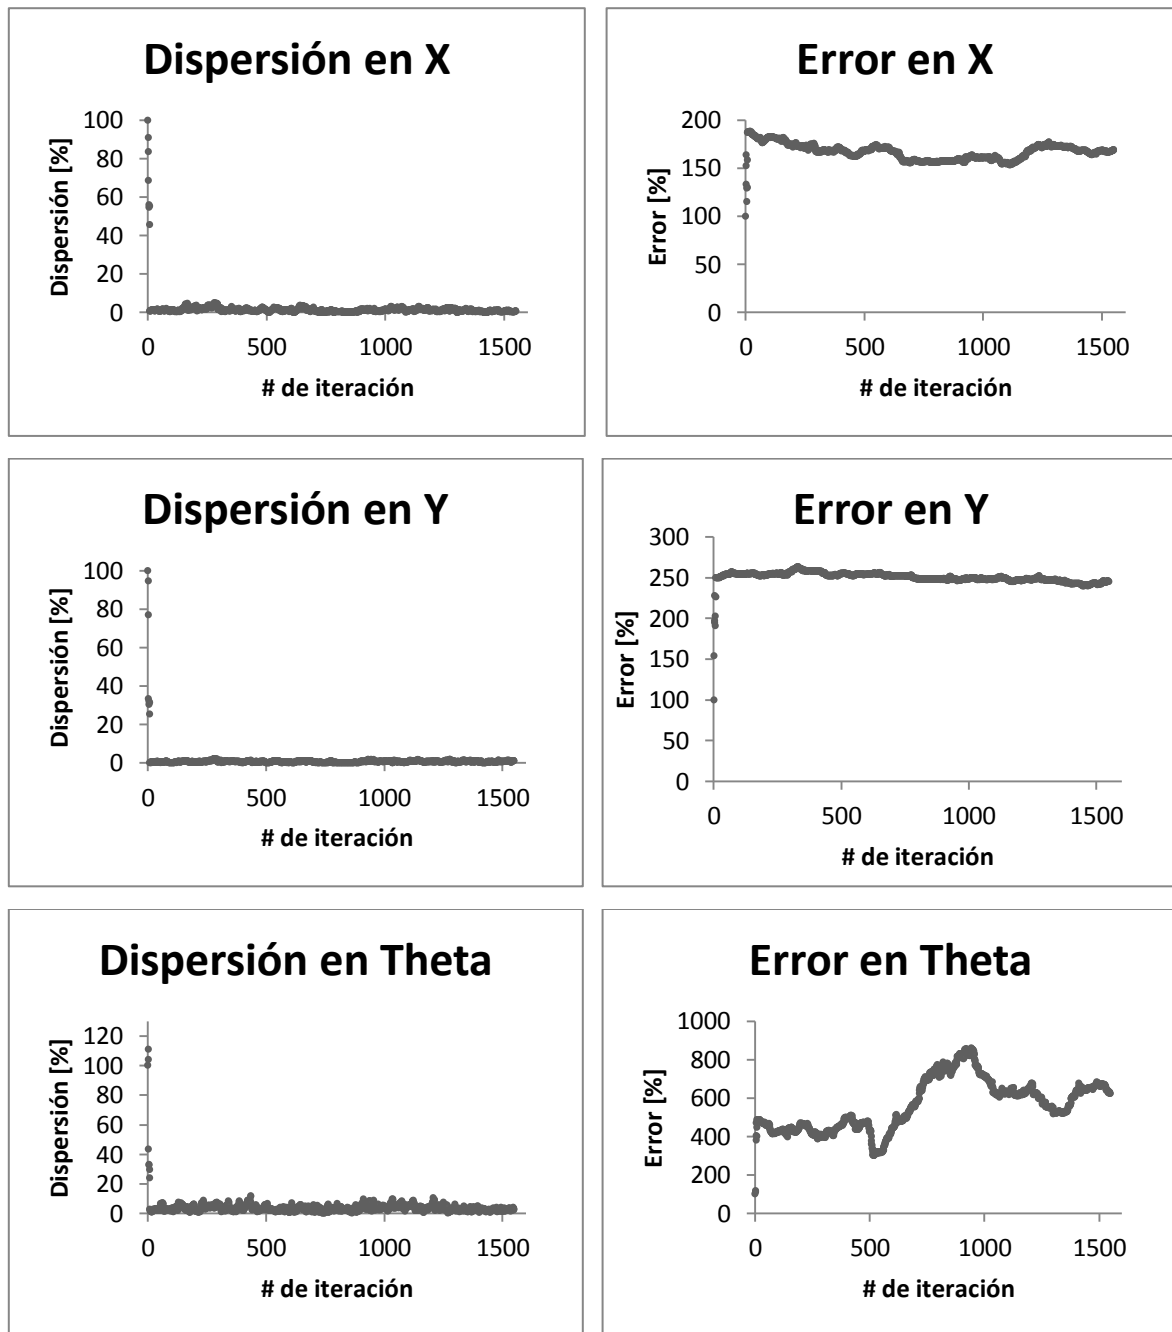 Dispersión en X
Dispersión [%]
100
80
60
40
20
0
0 500 1000 1500
# de iteración
Error en X
Error [%]
200
150
100
50
0
0 500 1000 1500
# de iteración
Dispersión en Y
Dispersión [%]
100
80
60
40
20
0
0 500 1000 1500
# de iteración
Error en Y
Error [%]
300
250
200
150
100
50
0
0 500 1000 1500
# de iteración
Dispersión en Theta
Dispersión [%]
120
100
80
60
40
20
0
0 500 1000 1500
# de iteración
Error en Theta
Error [%]
1000
800
600
400
200
0
0 500 1000 1500
# de iteración